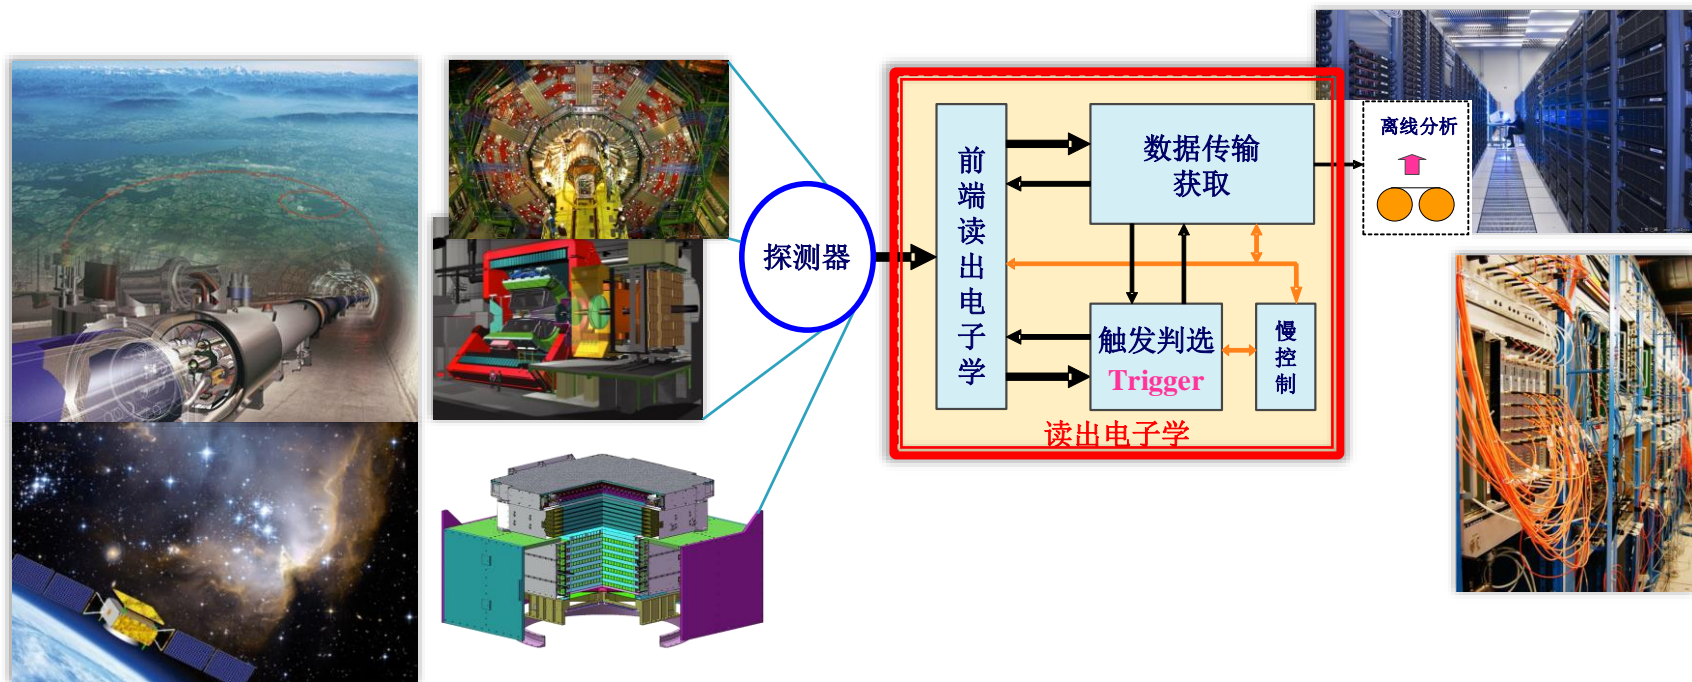 探测器
前端读出电子学
数据传输
获取
触发判选
Trigger
慢控制
读出电子学
离线分析